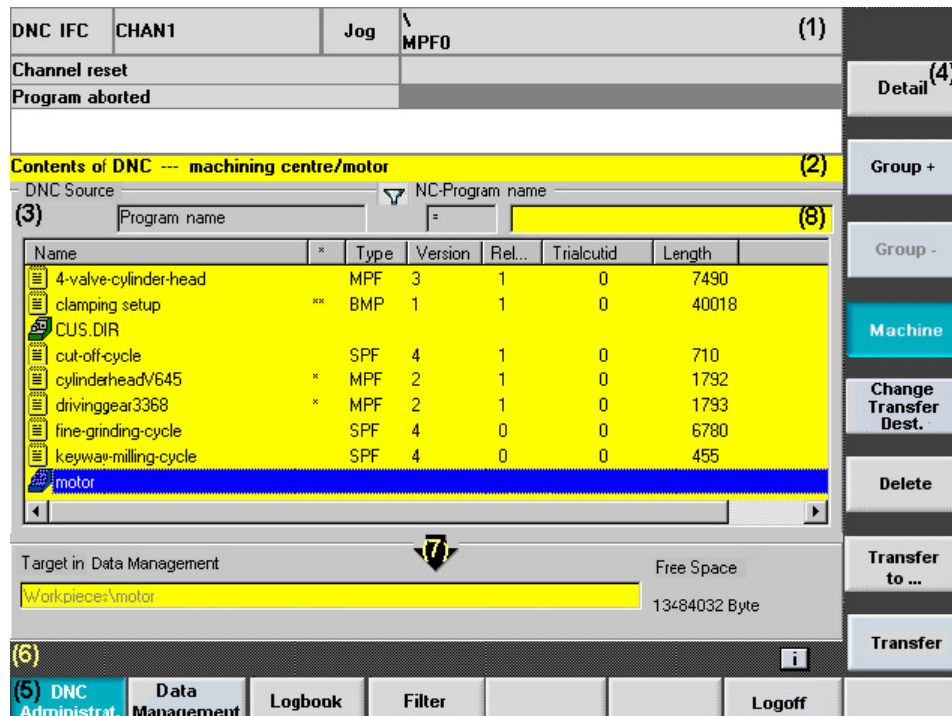 DNC IFC CHAN1 Jog \ (1)
MPF0
Channel reset
Program aborted
Contents of DNC --- machining centre/motor (2)
DNC Source NC-Program name
(3) Program name = (8)
Name * Type Version Rel... Trialcutid Length
4-valve-cylinder-head MPF 3 1 0 7490
clamping setup ** BMP 1 1 0 40018
CUS.DIR
cut-off-cycle SPF 4 1 0 710
cylinderheadV645 * MPF 2 1 0 1792
drivinggear3368 * MPF 2 1 0 1793
fine-grinding-cycle SPF 4 0 0 6780
keyway-milling-cycle SPF 4 0 0 455
motor
(7)
Target in Data Management Free Space
Workpieces\motor
13484032 Byte
(6) i
(4)
Detail
Group +
Group -
Machine
Change
Transfer
Dest.
Delete
Transfer
to ...
Transfer
(5) DNC
Administrat.
Data
Management
Logbook
Filter
Logoff